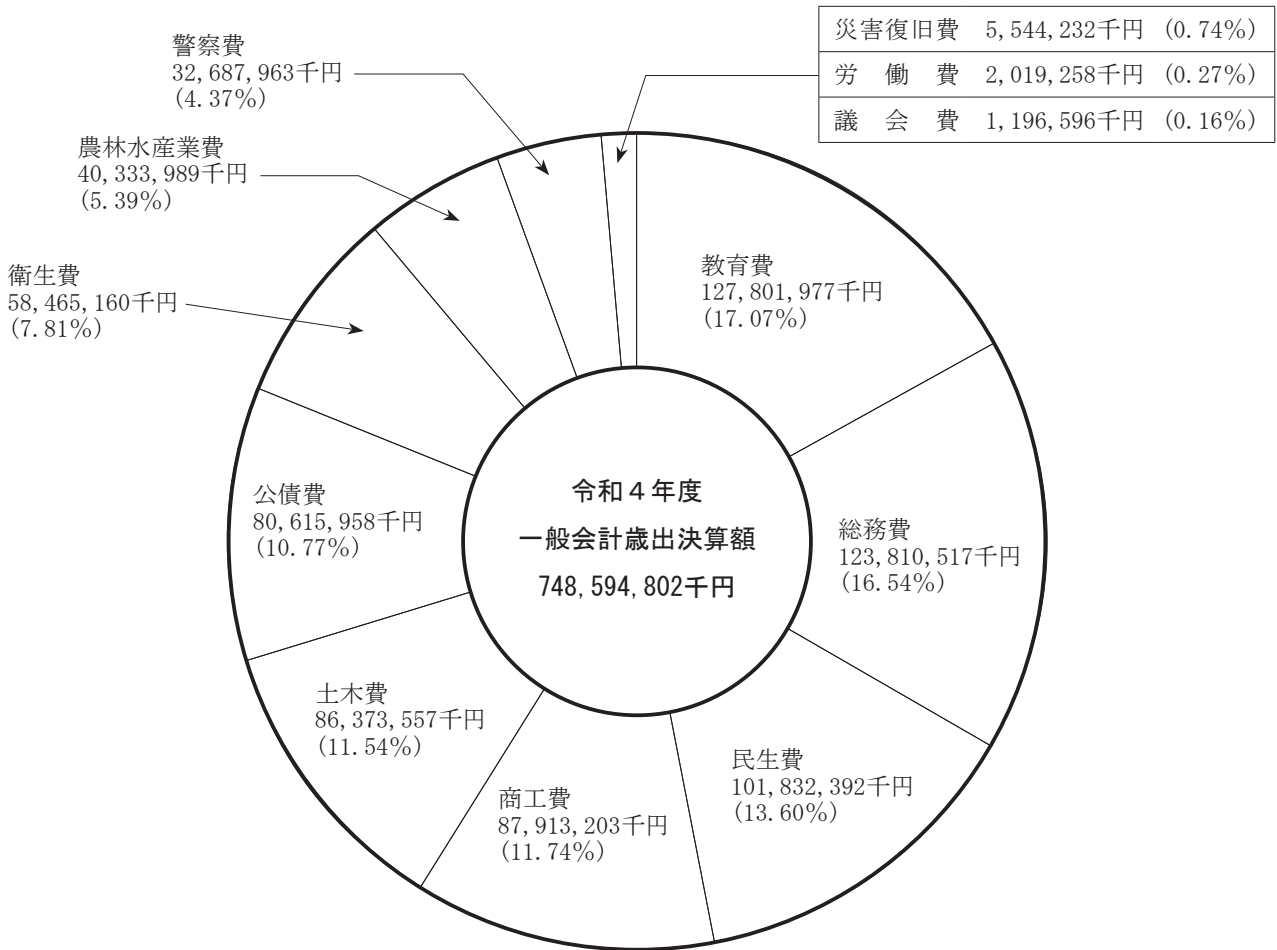 災害復旧費 5,544,232千円 (0.74%)
労働費 2,019,258千円 (0.27%)
議会費 1,196,596千円 (0.16%)
警察費
32,687,963千円
(4.37%)
農林水産業費
40,333,989千円
(5.39%)
衛生費
58,465,160千円
(7.81%)
教育費
127,801,977千円
(17.07%)
総務費
123,810,517千円
(16.54%)
民生費
101,832,392千円
(13.60%)
商工費
87,913,203千円
(11.74%)
土木費
86,373,557千円
(11.54%)
公債費
80,615,958千円
(10.77%)
令和4年度
一般会計歳出決算額
748,594,802千円